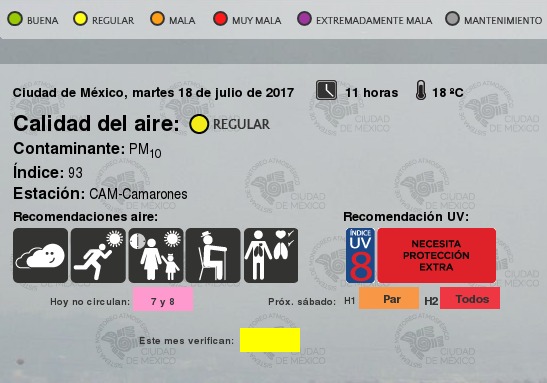 BUENA REGULAR MALA MUY MALA EXTREMADAMENTE MALA MANTENIMIENTO
Ciudad de México, martes 18 de julio de 2017 11 horas 18 ºC
Calidad del aire: REGULAR
Contaminante: PM10
Índice: 93
Estación: CAM-Camarones
Recomendaciones aire: Recomendación UV:
ÍNDICE
UV
8
NECESITA
PROTECCIÓN
EXTRA
Hoy no circulan: 7 y 8 Próx. sábado: H1 Par H2 Todos
Este mes verifican:
CIUDAD
DE MÉXICO